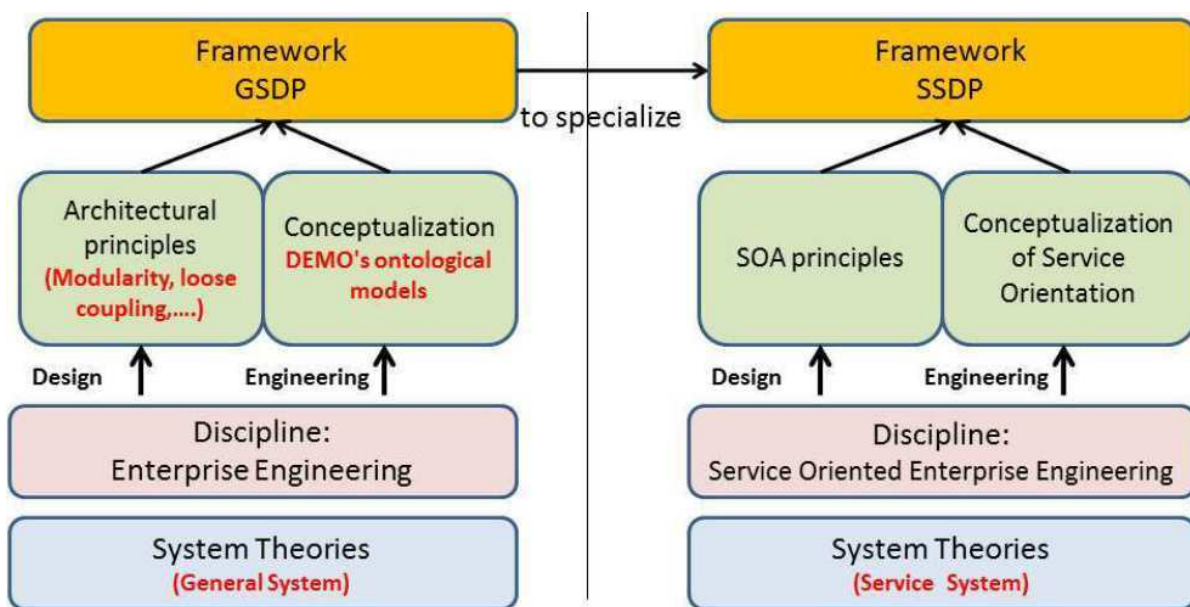 Framework
GSDP
to specialize
Framework
SSDP
Architectural
principles
(Modularity, loose
coupling,....)
Conceptualization
DEMO's ontological
models
SOA principles
Conceptualization
of Service
Orientation
Design
Engineering
Design
Engineering
Discipline:
Enterprise Engineering
Discipline:
Service Oriented Enterprise Engineering
System Theories
(General System)
System Theories
(Service System)